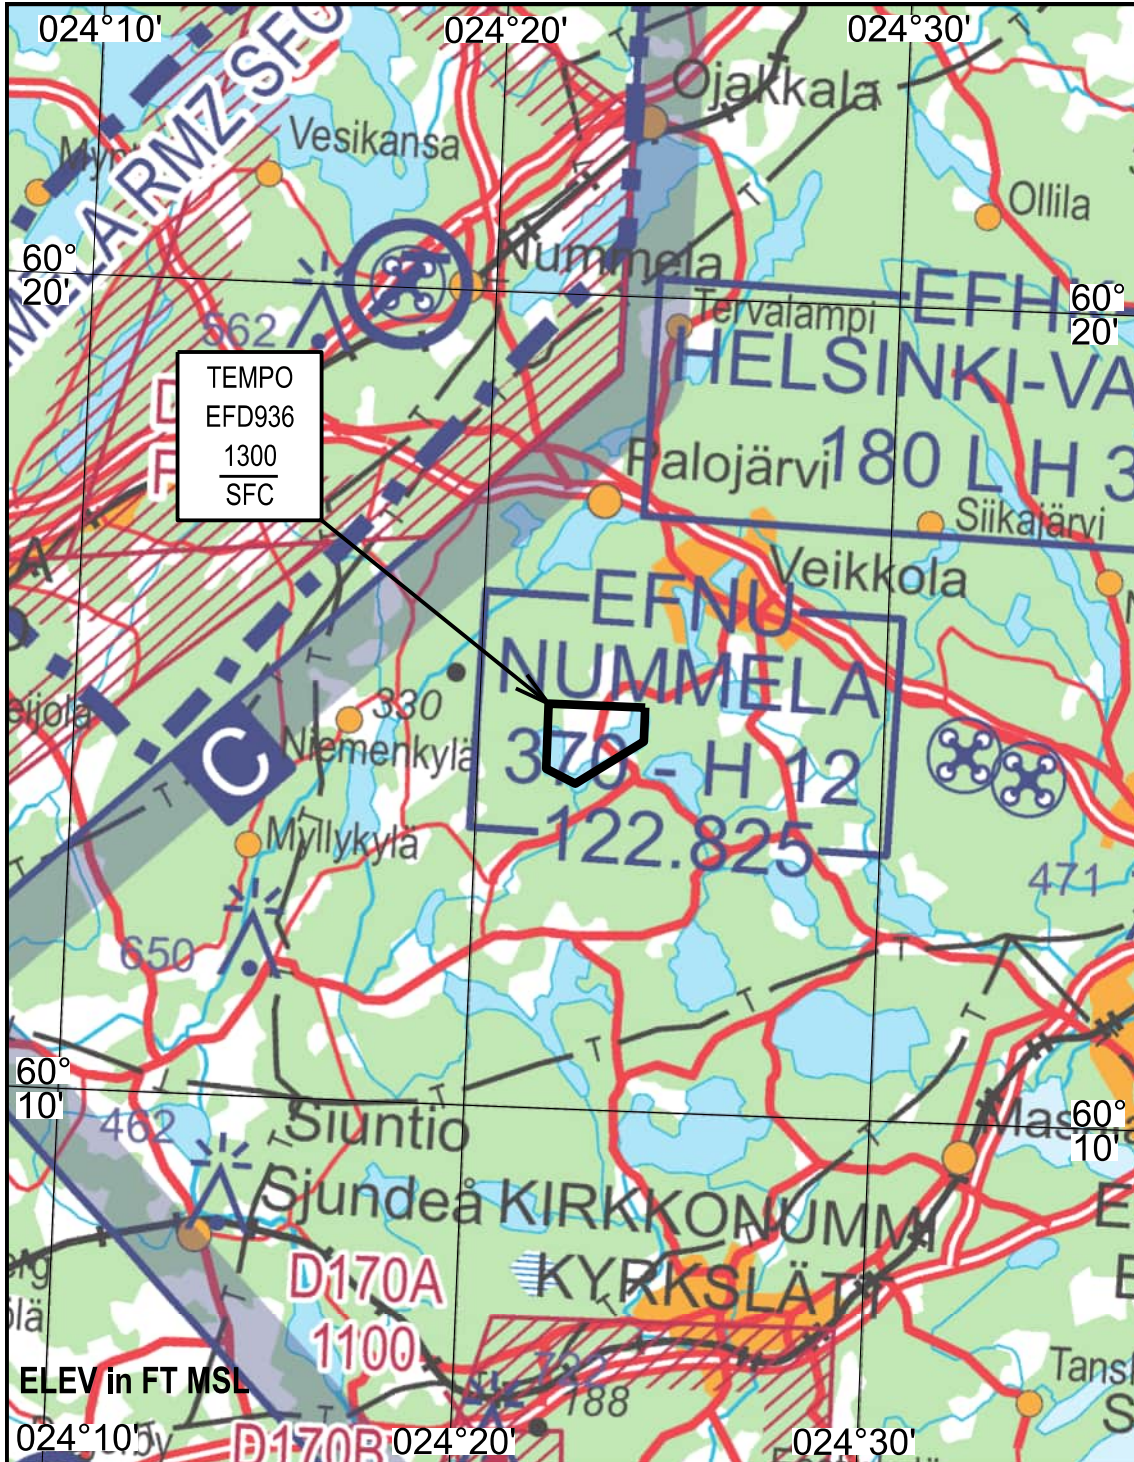 024°10'
024°20'
024°30'
Ojakkala
Vesikansa
RMZ SFC
Ollila
60°
20'
Nummela
EFH
60°
20'
Tervalampi
562
HELSINKI-VA
TEMPO
EFD936
1300
SFC
Palojärvi
180 L H 3
Siikajärvi
Veikkola
EFNU
NUMMELA
330
370 - H 12
122.825
C
Niemenkylä
Myllykylä
471
650
60°
10'
462
Siuntio
60°
10'
Sjundeå
KIRKKONUMMI
KYRKSLÄTT
D170A
1100
188
ELEV in FT MSL
024°10'
D170B
024°20'
024°30'